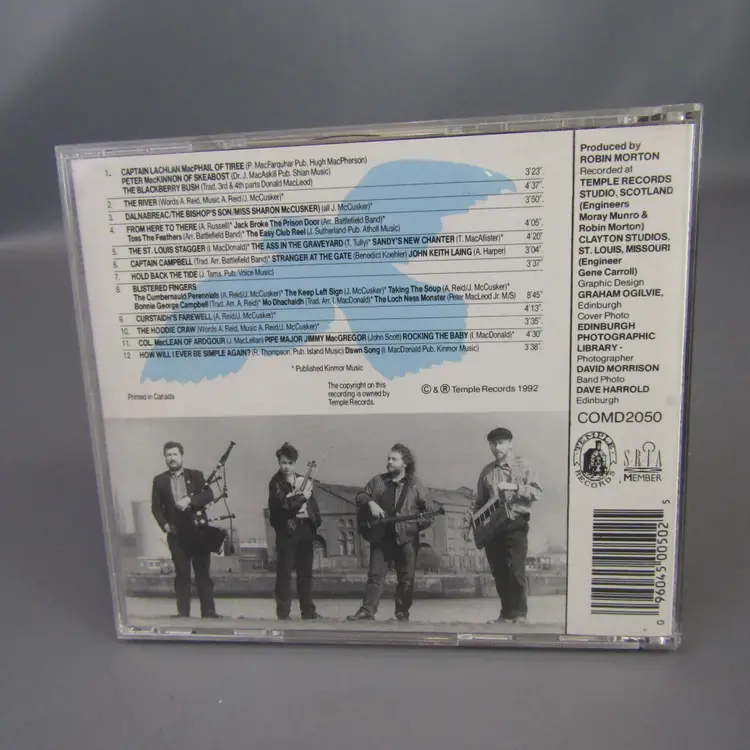 1. CAPTAIN LACHLAN MacPHAIL OF TIREE (P. MacFarquhar Pub. Hugh MacPherson)
PETER MacKINNON OF SKEABOST (Dr. J. MacAskill Pub. Shian Music)
THE BLACKBERRY BUSH (Trad. 3rd & 4th parts Donald MacLeod) 3'23".
2. THE RIVER (Words A. Reid, Music A. Reid/J. McCusker)* 4'37".
3. DALNABREAC/THE BISHOP'S SON/MISS SHARON McCUSKER) (all J. McCusker)* 3'50".
4. FROM HERE TO THERE (A. Russell)* Jack Broke The Prison Door (Arr. Battlefield Band)*
Toss The Feathers (Arr. Battlefield Band)* The Easy Club Reel (J. Sutherland Pub. Atholl Music) 4'05".
5. THE ST. LOUIS STAGGER (I. MacDonald)* THE ASS IN THE GRAVEYARD (T. Tully)* SANDY'S NEW CHANTER (T. MacAllister)* 4'20"
6. CAPTAIN CAMPBELL (Trad. Arr. Battlefield Band)* STRANGER AT THE GATE (Benedict Koehler) JOHN KEITH LAING (A. Harper) 3'04".
7. HOLD BACK THE TIDE (J. Tams. Pub. Voice Music) 3'37"
8. BLISTERED FINGERS
The Cumbernauld Perennials (A. Reid/J. McCusker)* The Keep Left Sign (J. McCusker)* Taking The Soup (A. Reid/J. McCusker)*
Bonnie George Campbell (Trad. Arr. A. Reid)* Mo Dhachaidh (Trad. Arr. I. MacDonald)* The Loch Ness Monster (Peter MacLeod Jr. M/S) 8'45"
9. CURSTAIDH'S FAREWELL (A. Reid/J. McCusker)* 4'13".
10. THE HOODIE CRAW (Words A. Reid, Music A. Reid/J. McCusker)* 3'35".
11. COL. MacLEAN OF ARDGOUR (J. MacLellan) PIPE MAJOR JIMMY MacGREGOR (John Scott) ROCKING THE BABY (I. MacDonald)* 4'30"
12 HOW WILL I EVER BE SIMPLE AGAIN? (R. Thompson. Pub. Island Music) Dawn Song (I. MacDonald Pub. Kinmor Music) 3'38".
* Published Kinmor Music
Printed in Canada
The copyright on this
recording is owned by
Temple Records.
© & ® Temple Records 1992
Produced by
ROBIN MORTON
Recorded at
TEMPLE RECORDS
STUDIO, SCOTLAND
(Engineers
Moray Munro &
Robin Morton)
CLAYTON STUDIOS,
ST. LOUIS, MISSOURI
(Engineer
Gene Carroll)
Graphic Design
GRAHAM OGILVIE,
Edinburgh
Cover Photo
EDINBURGH
PHOTOGRAPHIC
LIBRARY -
Photographer
DAVID MORRISON
Band Photo
DAVE HARROLD
Edinburgh
COMD2050
TEMPLE
RECORDS
SRIA
MEMBER
0 96045 00502 5